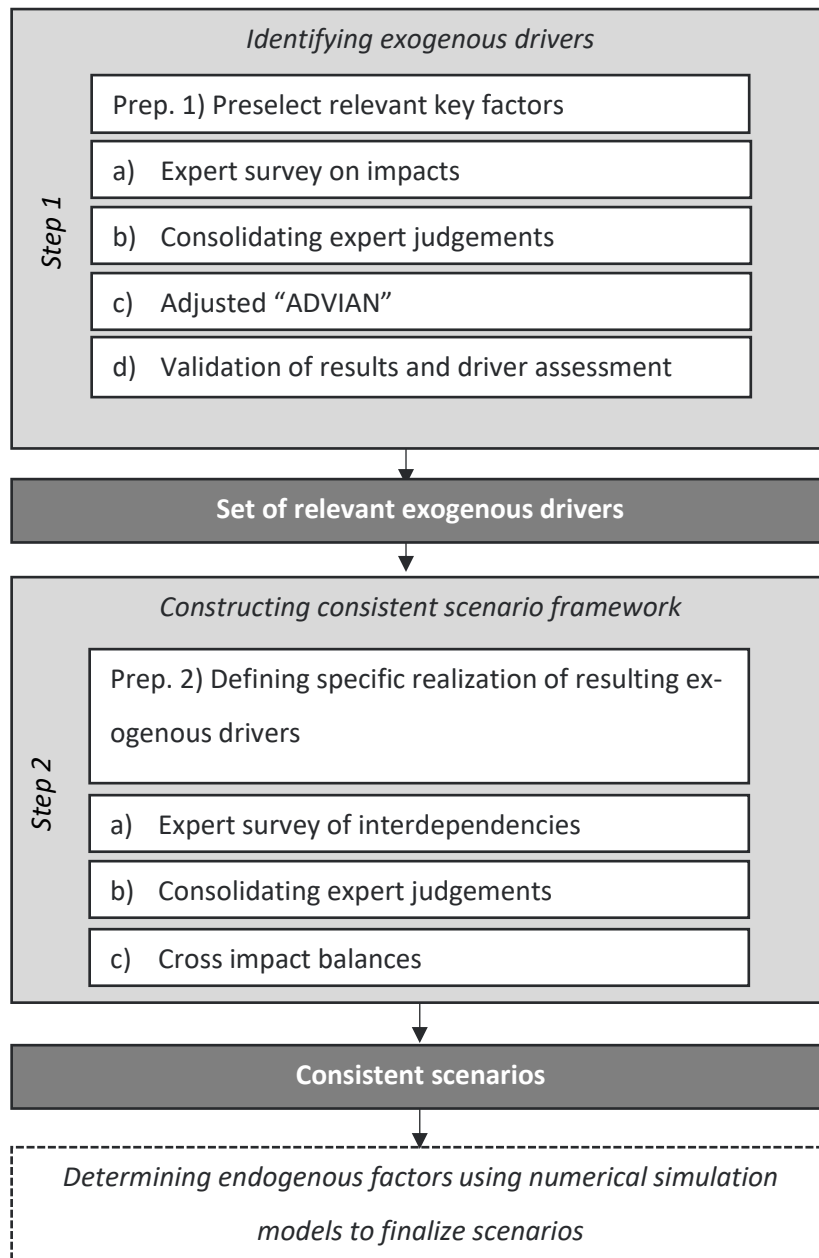 Identifying exogenous drivers
Step 1
Prep. 1) Preselect relevant key factors
a) Expert survey on impacts
b) Consolidating expert judgements
c) Adjusted “ADVIAN”
d) Validation of results and driver assessment
Set of relevant exogenous drivers
Constructing consistent scenario framework
Step 2
Prep. 2) Defining specific realization of resulting ex-
ogenous drivers
a) Expert survey of interdependencies
b) Consolidating expert judgements
c) Cross impact balances
Consistent scenarios
Determining endogenous factors using numerical simulation
models to finalize scenarios